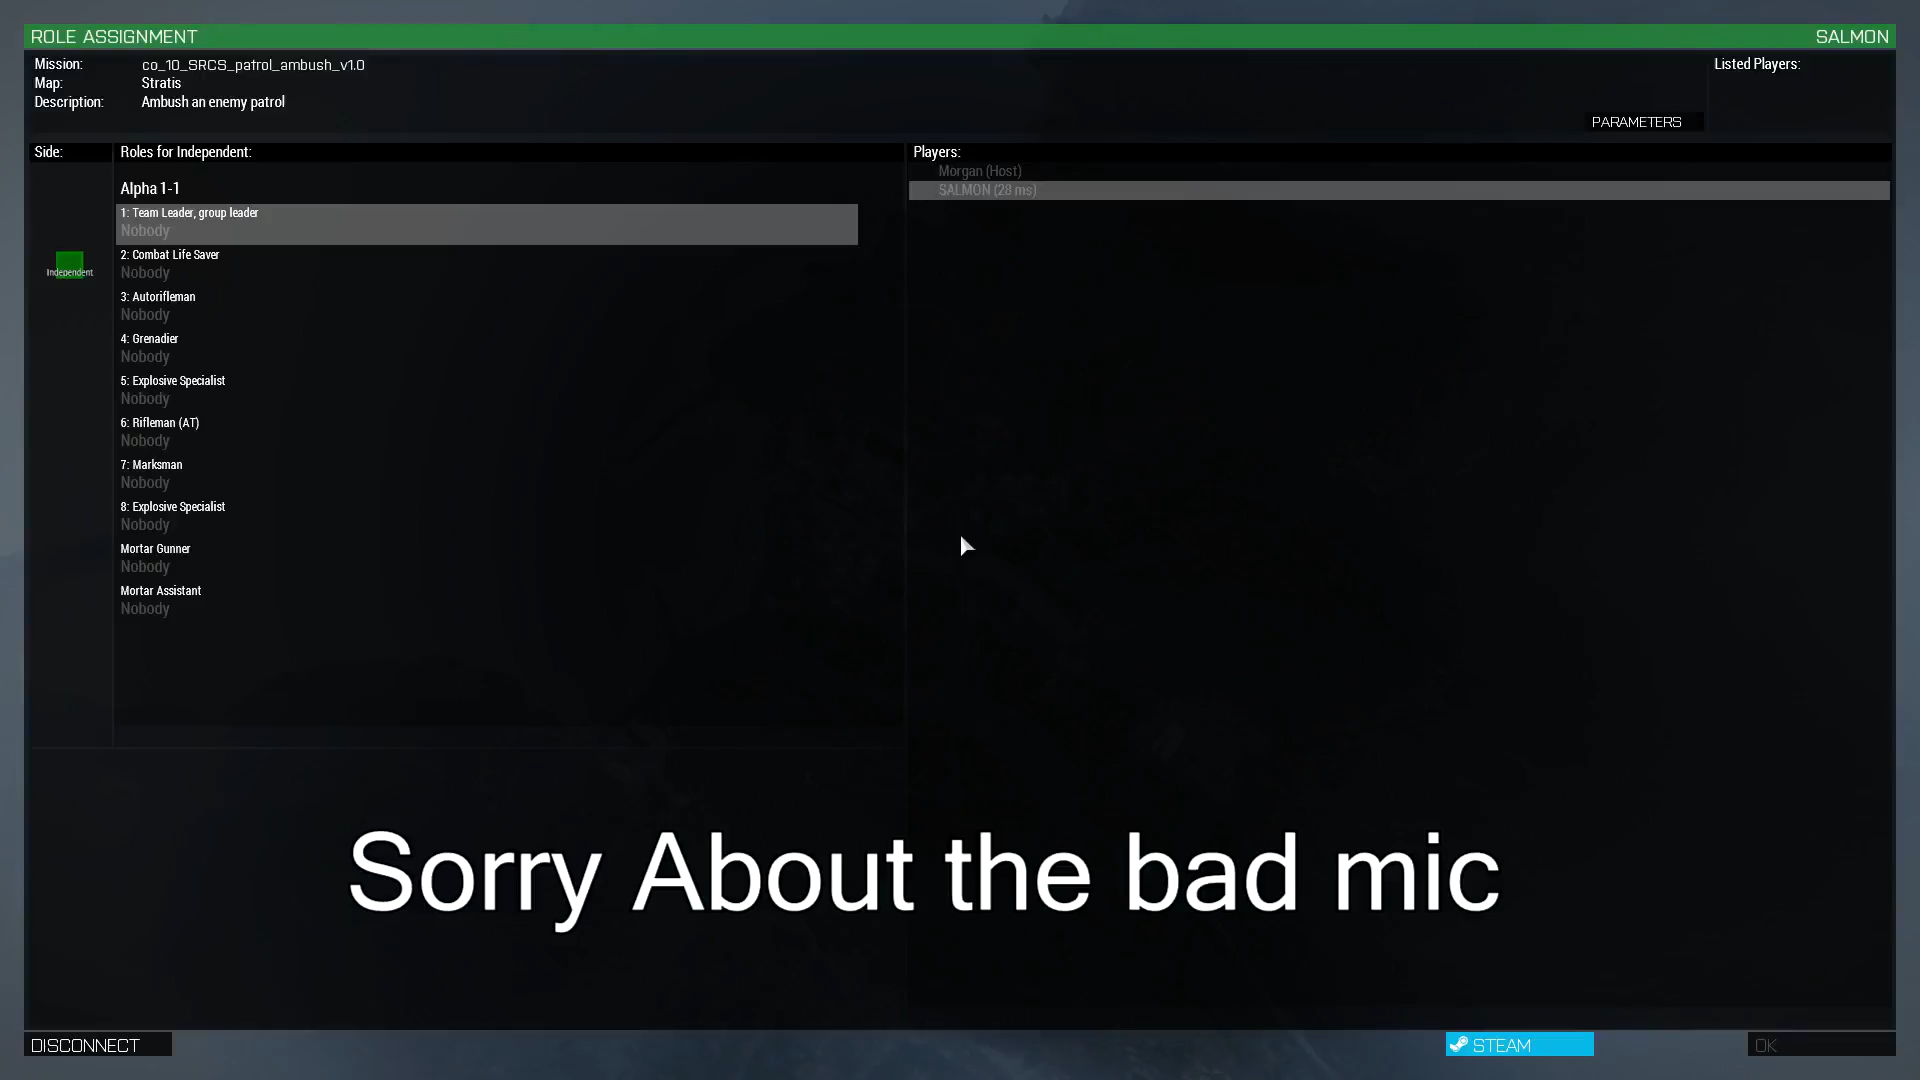 ROLE ASSIGNMENT
SALMON
Mission: co_10_SRCS_patrol_ambush_v1.0
Listed Players:
Map: Stratis
Description: Ambush an enemy patrol
PARAMETERS
Side:
Roles for Independent:
Players:
Morgan (Host)
SALMON (28 ms)
Alpha 1-1
1: Team Leader, group leader
Nobody
2: Combat Life Saver
Nobody
Independent
3: Autorifleman
Nobody
4: Grenadier
Nobody
5: Explosive Specialist
Nobody
6: Rifleman (AT)
Nobody
7: Marksman
Nobody
8: Explosive Specialist
Nobody
Mortar Gunner
Nobody
Mortar Assistant
Nobody
Sorry About the bad mic
DISCONNECT
STEAM
OK